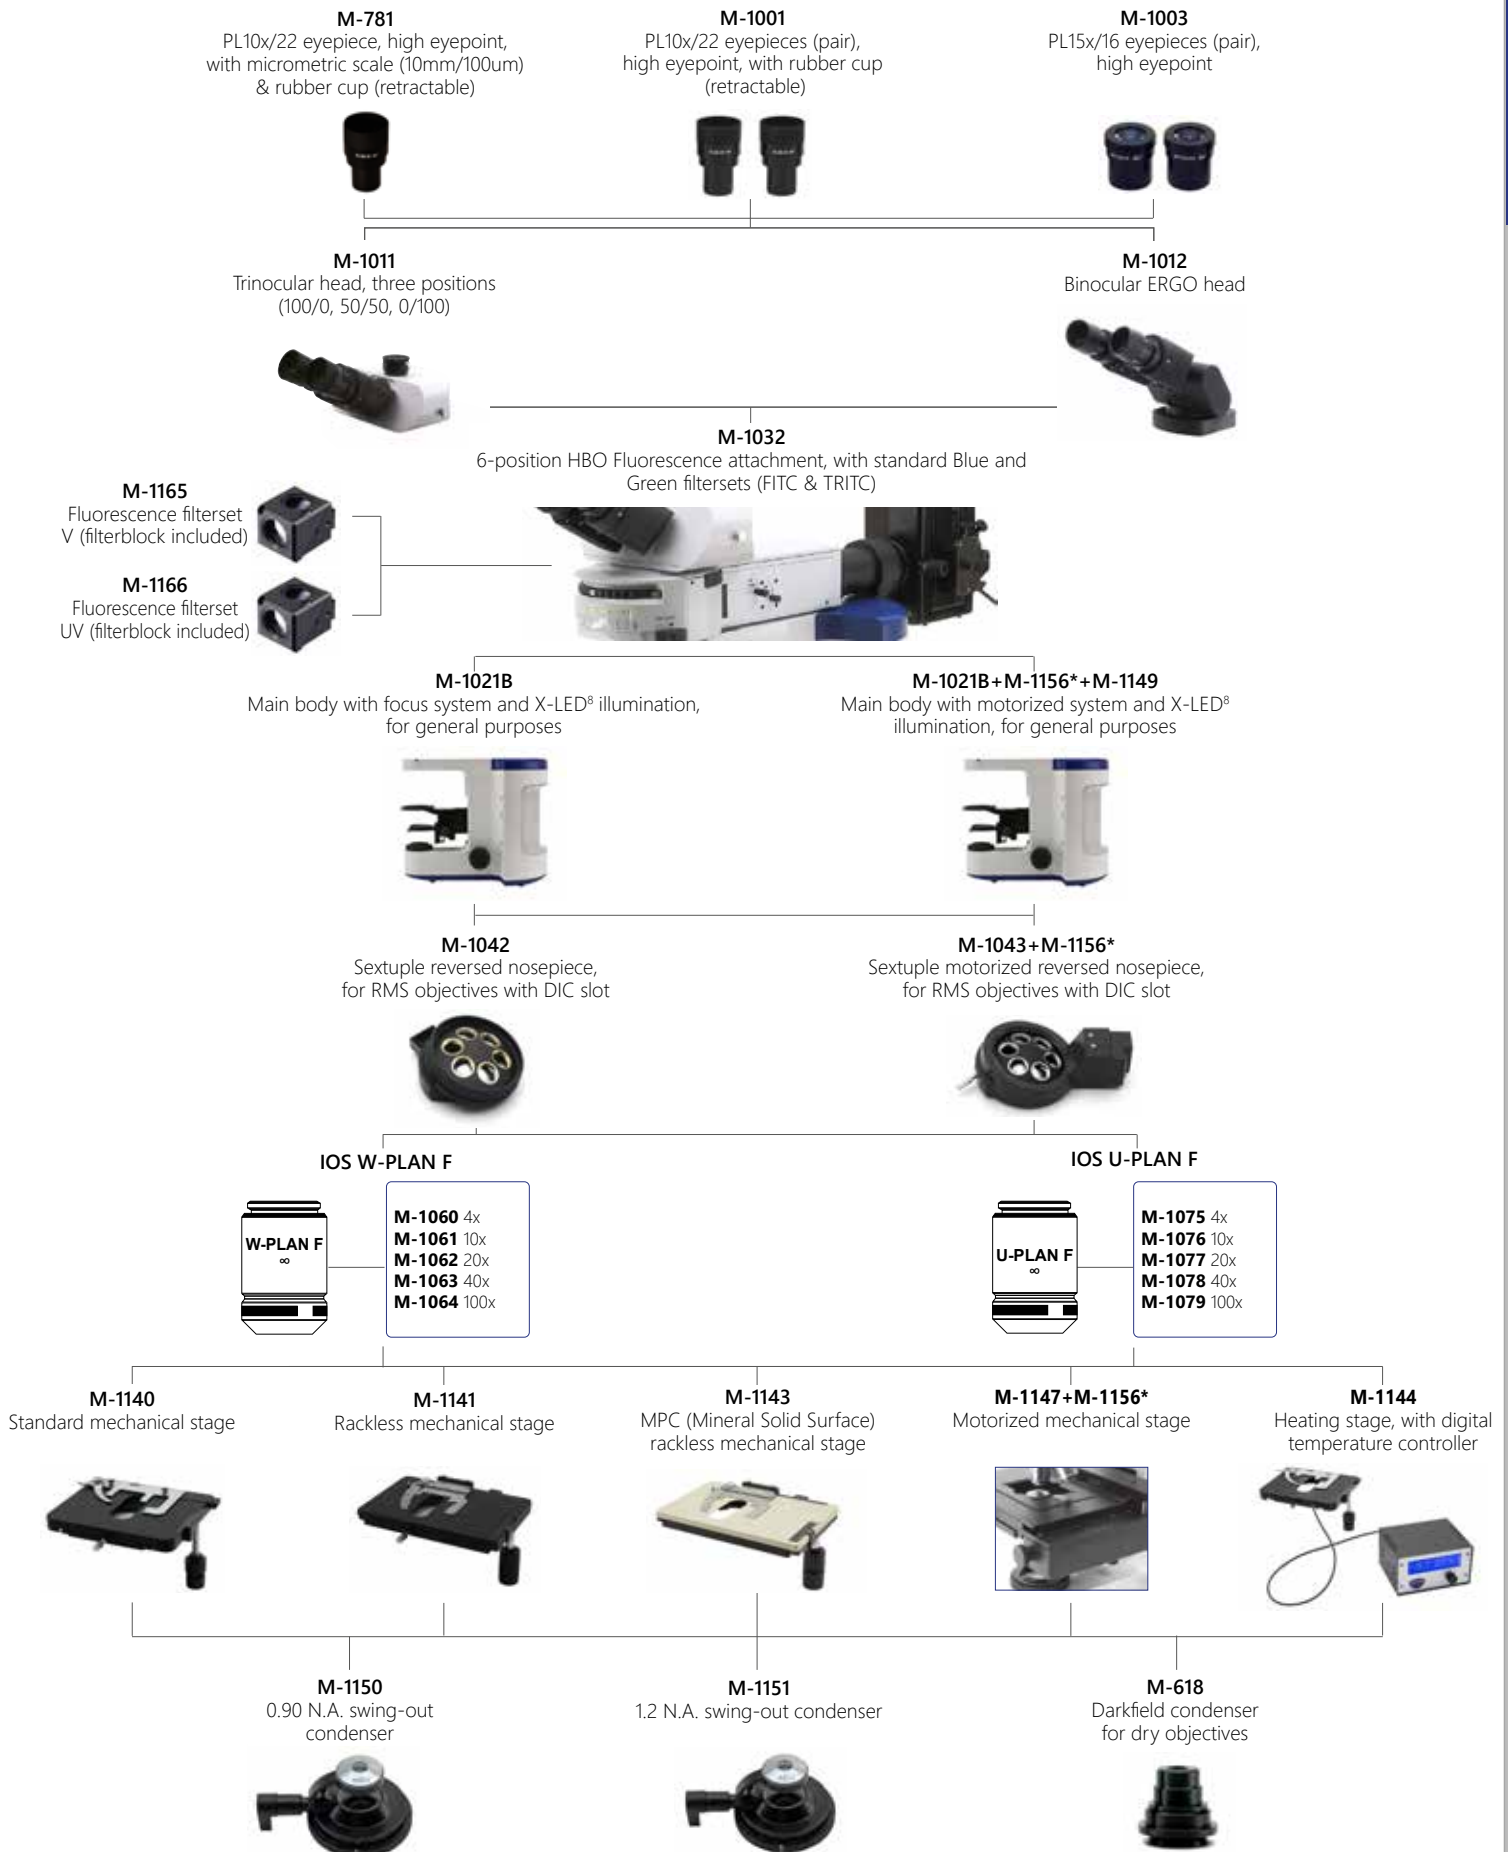 M-781
PL10x/22 eyepiece, high eyepoint,
with micrometric scale (10mm/100um)
& rubber cup (retractable)
M-1001
PL10x/22 eyepieces (pair),
high eyepoint, with rubber cup
(retractable)
M-1003
PL15x/16 eyepieces (pair),
high eyepoint
M-1011
Trinocular head, three positions
(100/0, 50/50, 0/100)
M-1012
Binocular ERGO head
M-1032
6-position HBO Fluorescence attachment, with standard Blue and
Green filtersets (FITC & TRITC)
M-1165
Fluorescence filterset
V (filterblock included)
M-1166
Fluorescence filterset
UV (filterblock included)
M-1021B
Main body with focus system and X-LED⁸ illumination,
for general purposes
M-1021B+M-1156*+M-1149
Main body with motorized system and X-LED⁸
illumination, for general purposes
M-1042
Sextuple reversed nosepiece,
for RMS objectives with DIC slot
M-1043+M-1156*
Sextuple motorized reversed nosepiece,
for RMS objectives with DIC slot
IOS W-PLAN F
W-PLAN F
∞
M-1060 4x
M-1061 10x
M-1062 20x
M-1063 40x
M-1064 100x
IOS U-PLAN F
U-PLAN F
∞
M-1075 4x
M-1076 10x
M-1077 20x
M-1078 40x
M-1079 100x
M-1140
Standard mechanical stage
M-1141
Rackless mechanical stage
M-1143
MPC (Mineral Solid Surface)
rackless mechanical stage
M-1147+M-1156*
Motorized mechanical stage
M-1144
Heating stage, with digital
temperature controller
M-1150
0.90 N.A. swing-out
condenser
M-1151
1.2 N.A. swing-out condenser
M-618
Darkfield condenser
for dry objectives